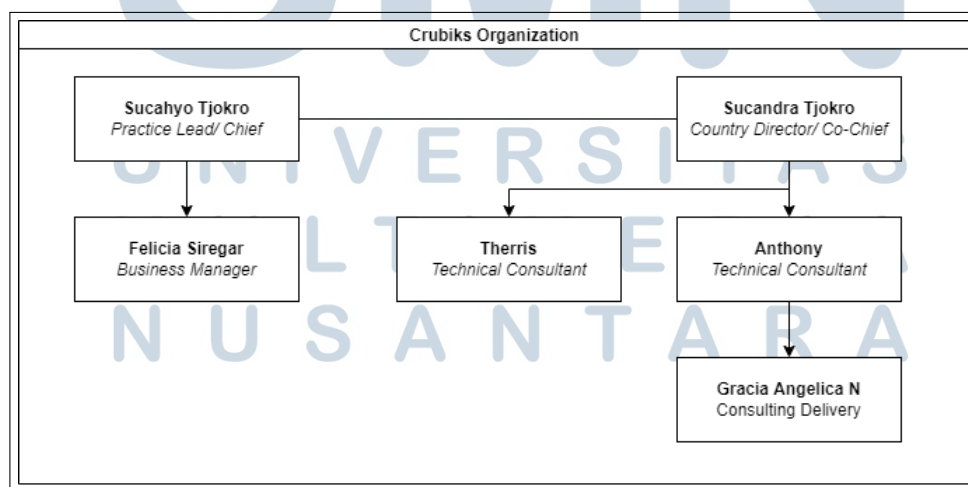 Crubiks Organization
Sucahyo Tjokro
Practice Lead/ Chief
Sucandra Tjokro
Country Director/ Co-Chief
UNIVERSITAS
Felicia Siregar
Business Manager
Therris
Technical Consultant
Anthony
Technical Consultant
NUSANTARA
Gracia Angelica N
Consulting Delivery